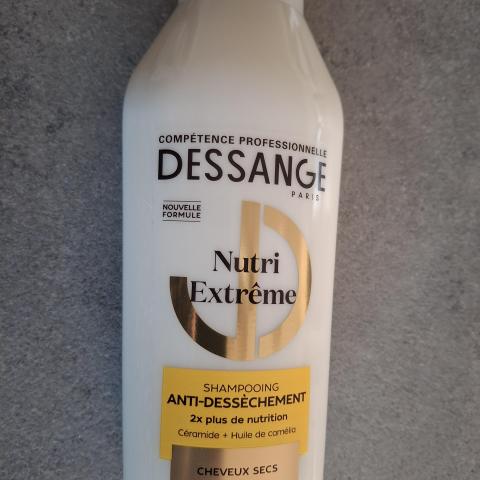 COMPÉTENCE PROFESSIONNELLE
DESSANGE
PARIS
NOUVELLE
FORMULE
Nutri
Extrême
SHAMPOOING
ANTI-DESSÈCHEMENT
2x plus de nutrition
Céramide + Huile de camélia
CHEVEUX SECS